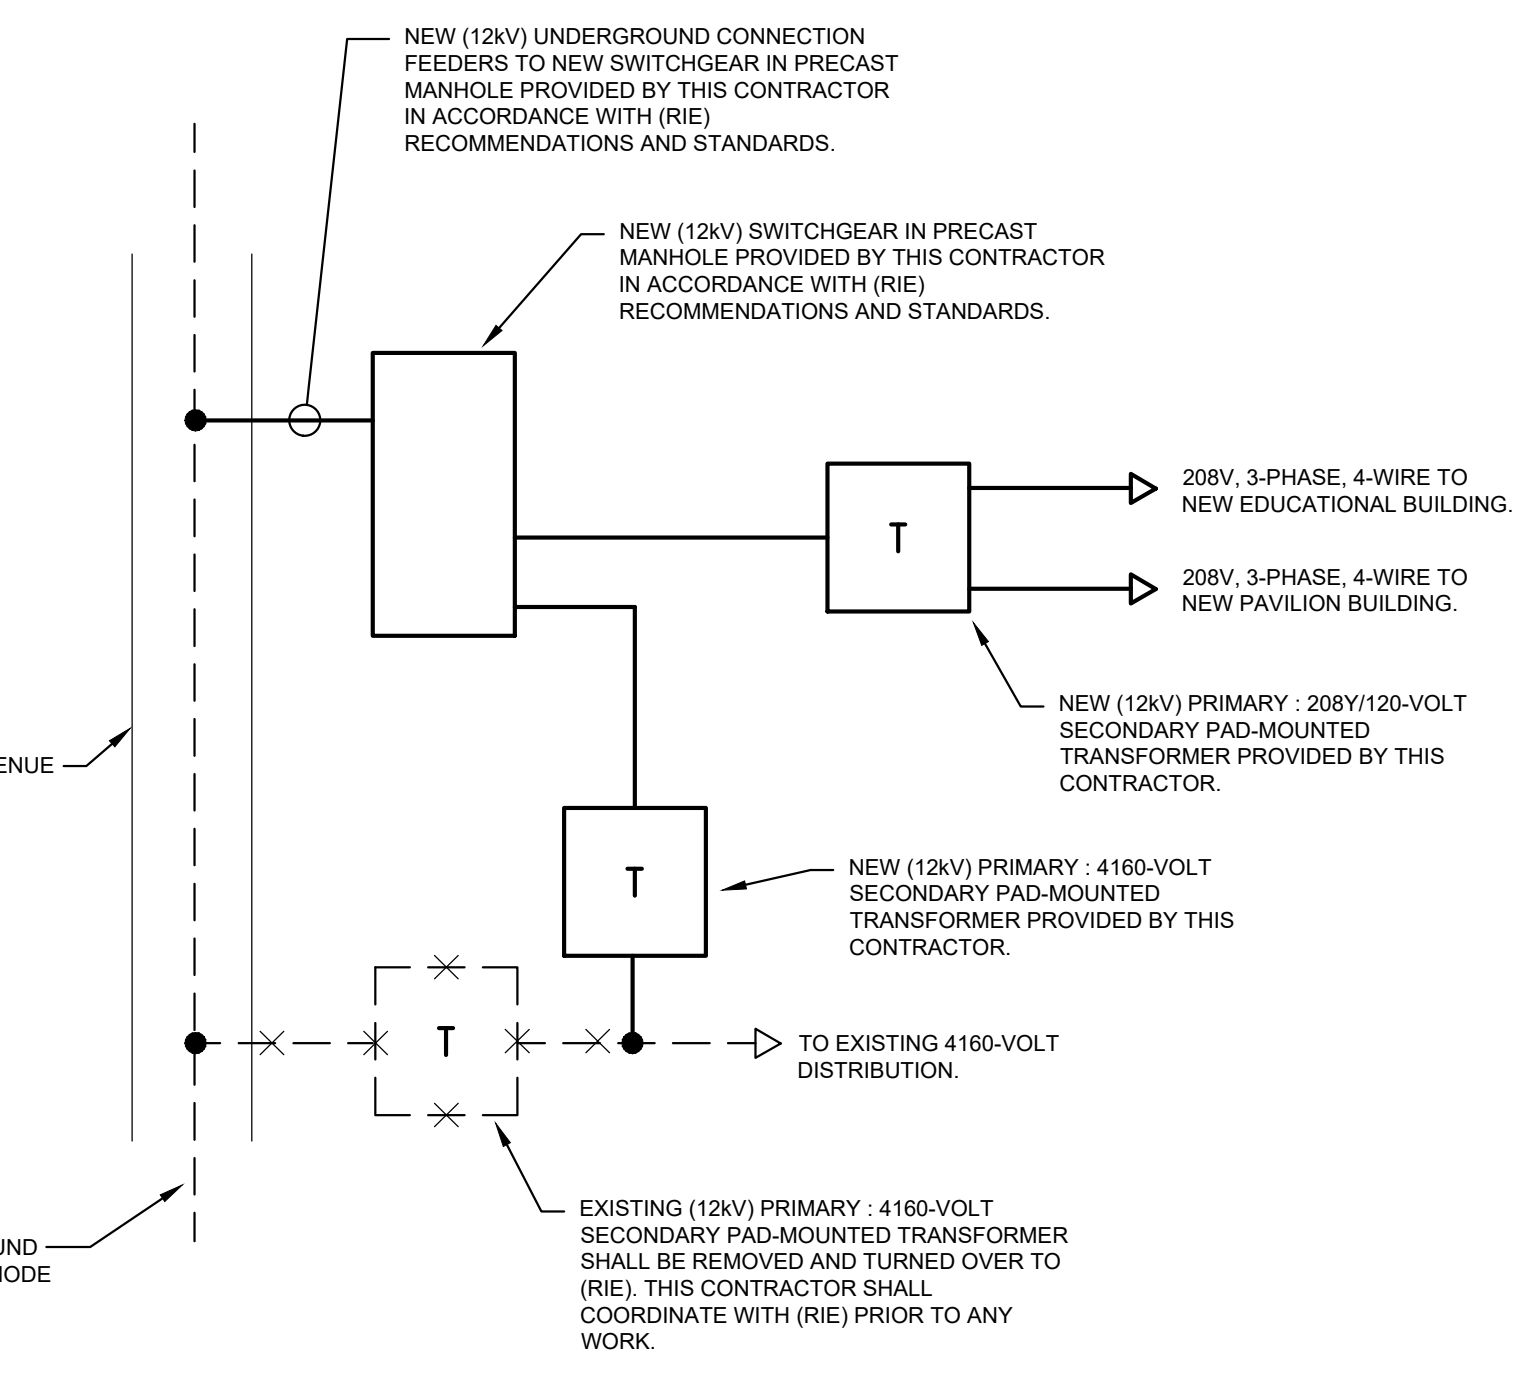 NEW (12kV) UNDERGROUND CONNECTION
FEEDERS TO NEW SWITCHGEAR IN PRECAST
MANHOLE PROVIDED BY THIS CONTRACTOR
IN ACCORDANCE WITH (RIE)
RECOMMENDATIONS AND STANDARDS.
NEW (12kV) SWITCHGEAR IN PRECAST
MANHOLE PROVIDED BY THIS CONTRACTOR
IN ACCORDANCE WITH (RIE)
RECOMMENDATIONS AND STANDARDS.
T
208V, 3-PHASE, 4-WIRE TO
NEW EDUCATIONAL BUILDING.
208V, 3-PHASE, 4-WIRE TO
NEW PAVILION BUILDING.
NEW (12kV) PRIMARY : 208Y/120-VOLT
SECONDARY PAD-MOUNTED
TRANSFORMER PROVIDED BY THIS
CONTRACTOR.
ENUE
T
NEW (12kV) PRIMARY : 4160-VOLT
SECONDARY PAD-MOUNTED
TRANSFORMER PROVIDED BY THIS
CONTRACTOR.
T
TO EXISTING 4160-VOLT
DISTRIBUTION.
EXISTING (12kV) PRIMARY : 4160-VOLT
SECONDARY PAD-MOUNTED TRANSFORMER
SHALL BE REMOVED AND TURNED OVER TO
(RIE). THIS CONTRACTOR SHALL
COORDINATE WITH (RIE) PRIOR TO ANY
WORK.
UND
ODE